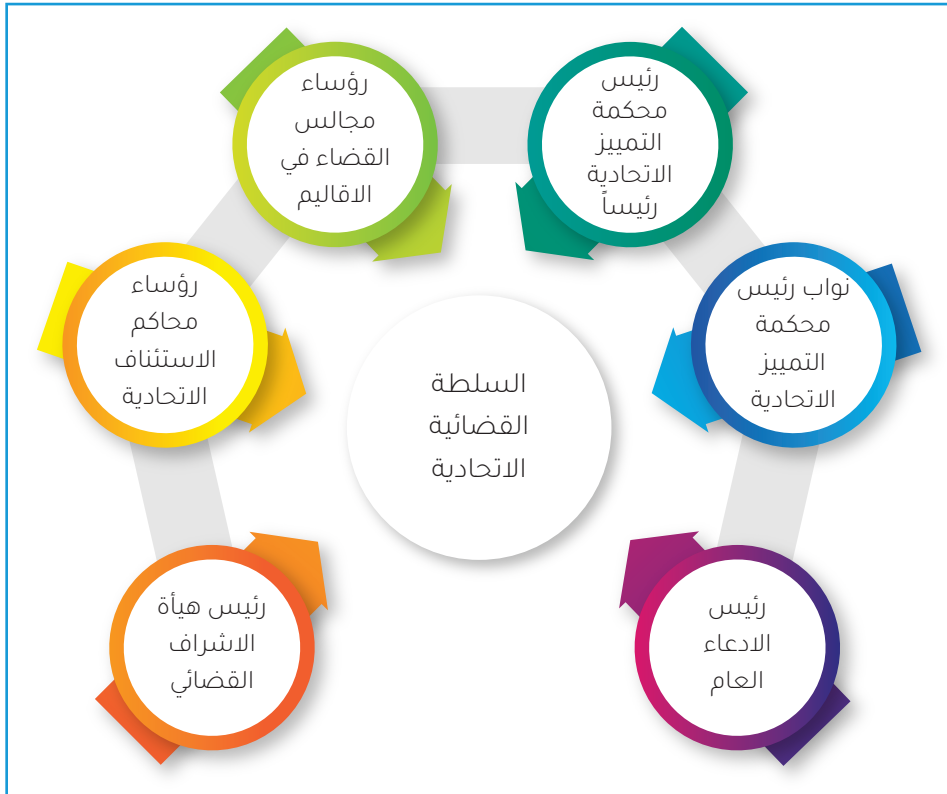 رئيس
محكمة
التمييز
الاتحادية
رئيساً
رؤساء
مجالس
القضاء في
الاقاليم
نواب رئيس
محكمة
التمييز
الاتحادية
رؤساء
محاكم
الاستئناف
الاتحادية
السلطة
القضائية
الاتحادية
رئيس
الادعاء
العام
رئيس هيأة
الاشراف
القضائي